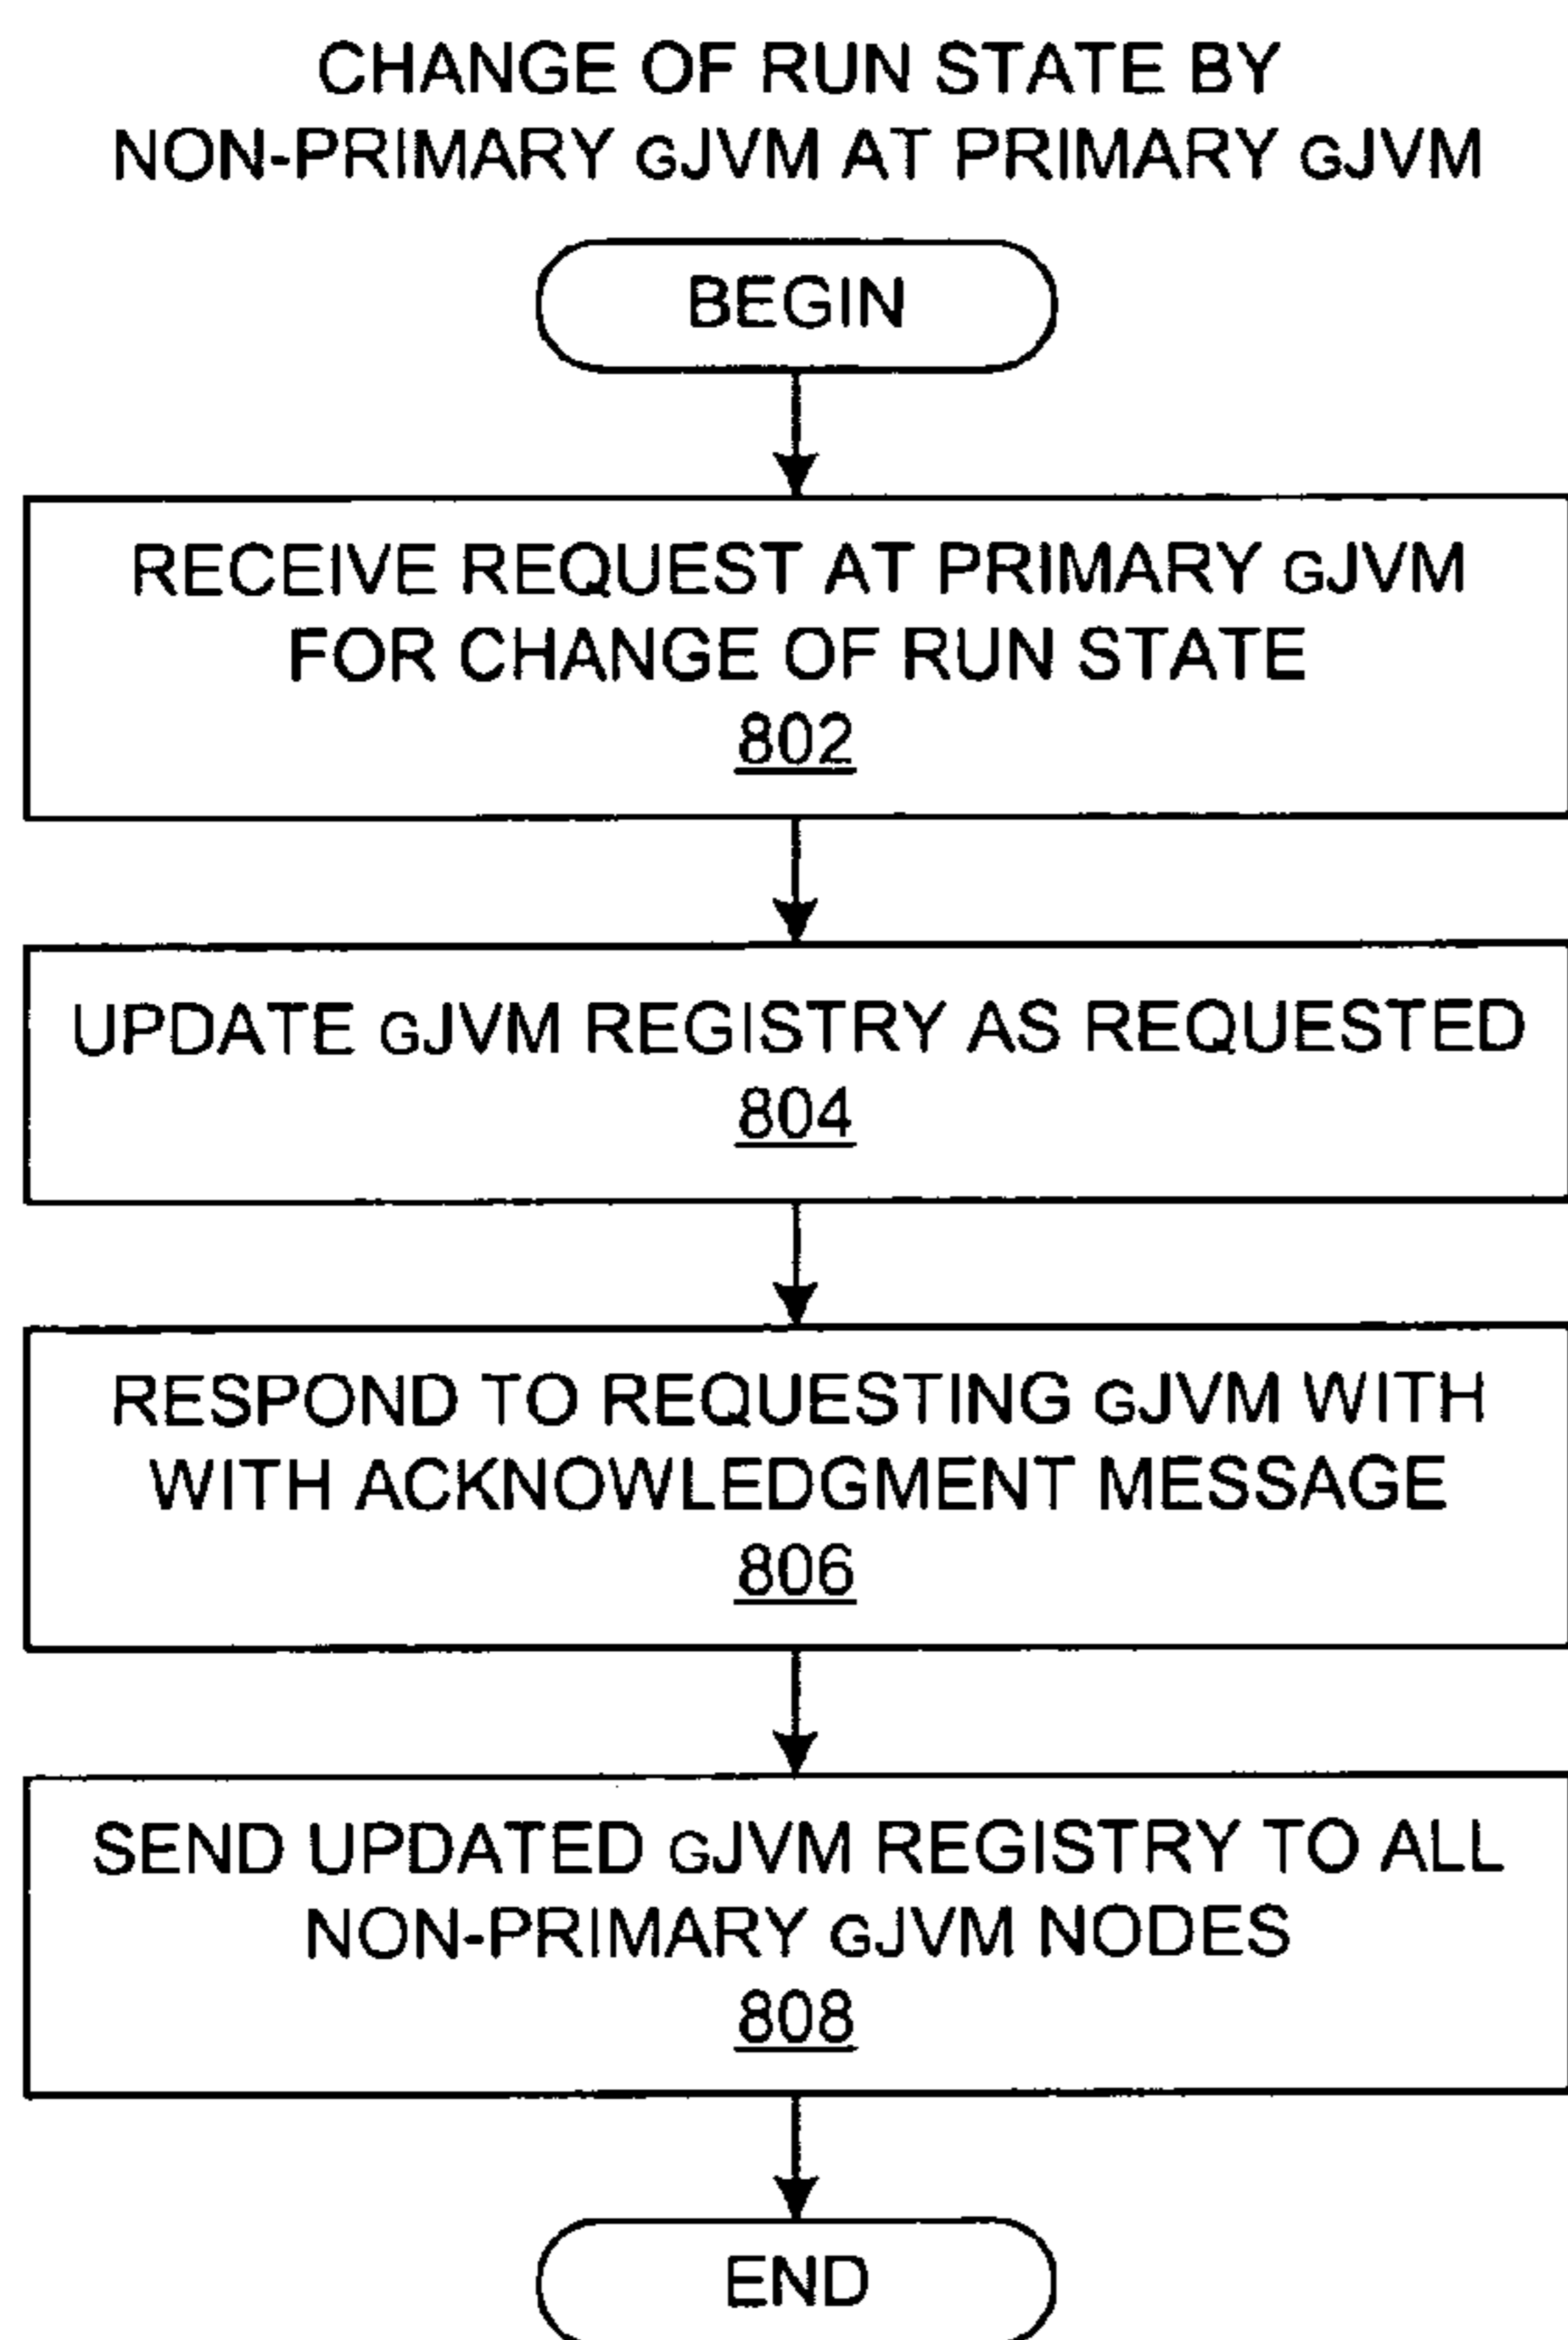 CHANGE OF RUN STATE BY
NON-PRIMARY GJVM AT PRIMARY GJVM
BEGIN
RECEIVE REQUEST AT PRIMARY GJVM
FOR CHANGE OF RUN STATE
802
UPDATE GJVM REGISTRY AS REQUESTED
804
RESPOND TO REQUESTING GJVM WITH
WITH ACKNOWLEDGMENT MESSAGE
806
SEND UPDATED GJVM REGISTRY TO ALL
NON-PRIMARY GJVM NODES
808
END